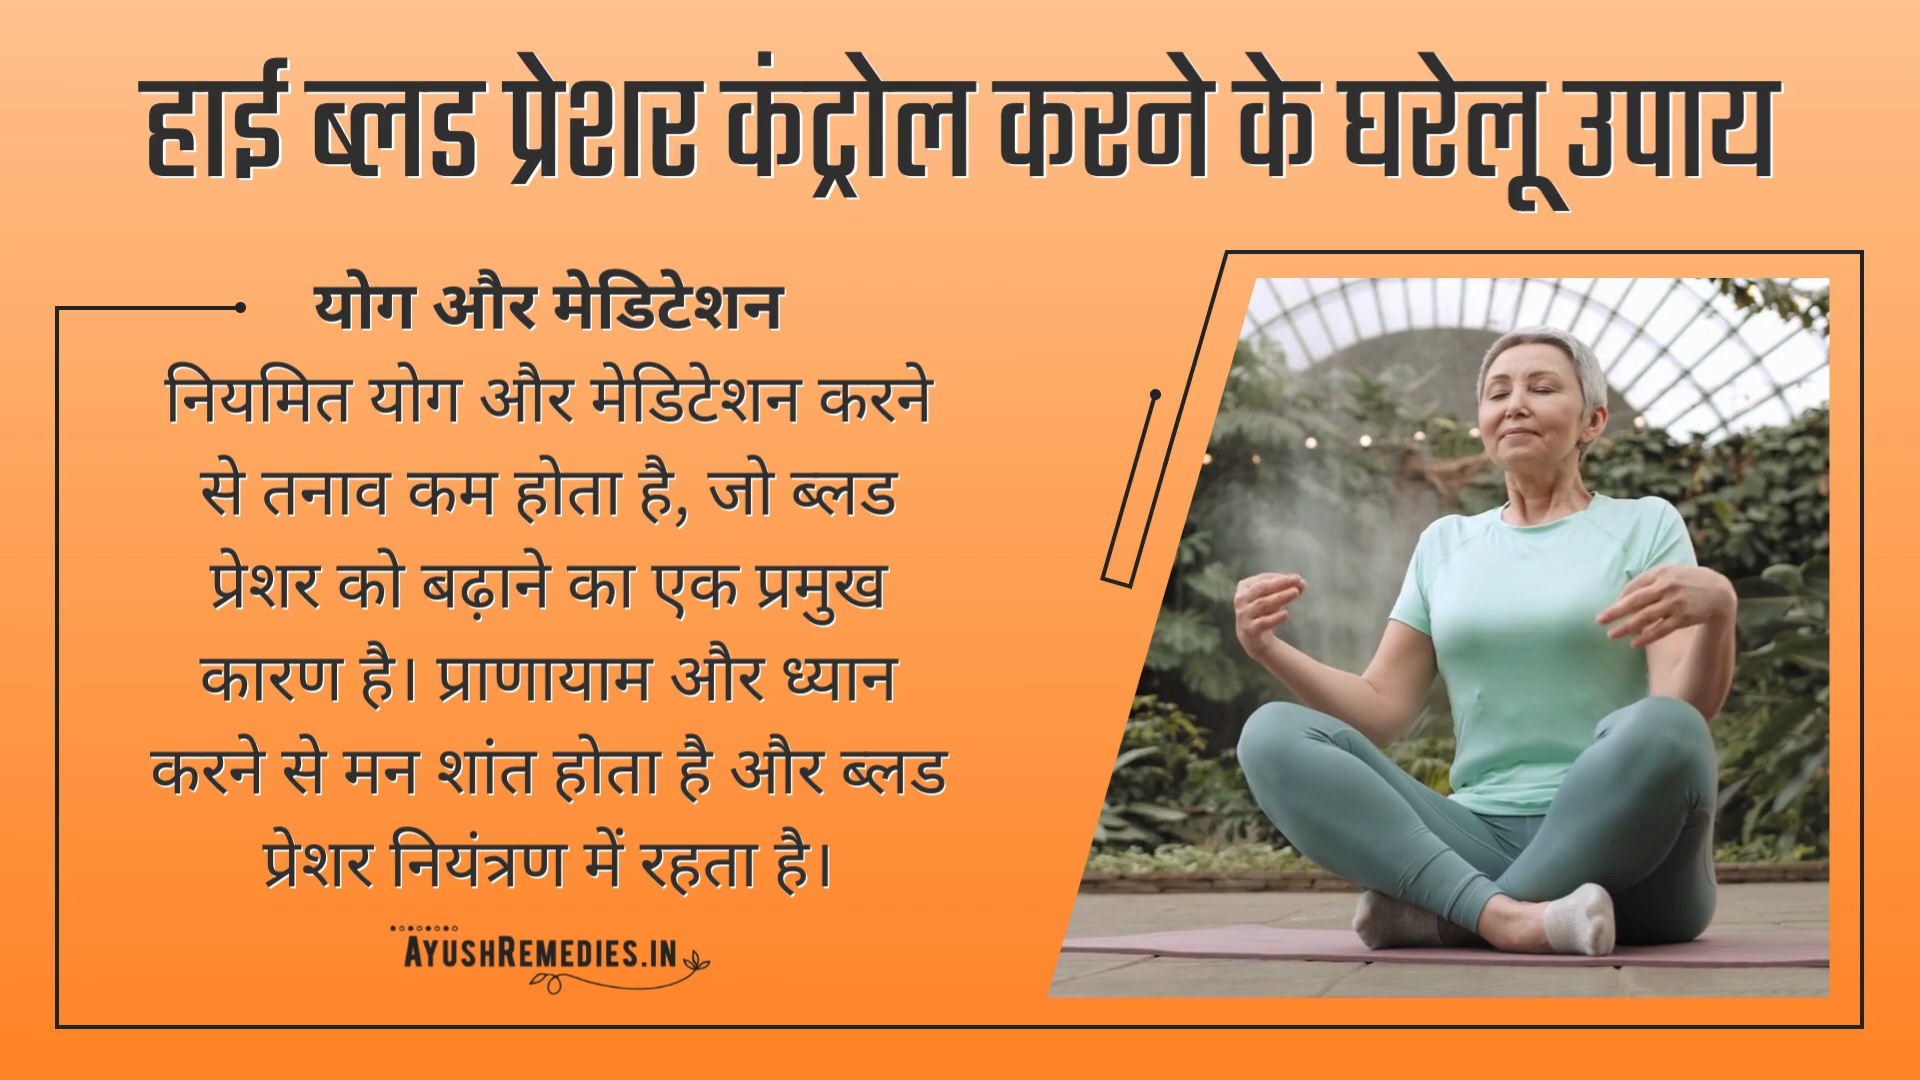 हाई ब्लड प्रेशर कंट्रोल करने के घरेलू उपाय
योग और मेडिटेशन
नियमित योग और मेडिटेशन करने
से तनाव कम होता है, जो ब्लड
प्रेशर को बढ़ाने का एक प्रमुख
कारण है। प्राणायाम और ध्यान
करने से मन शांत होता है और ब्लड
प्रेशर नियंत्रण में रहता है।
AYUSHREMEDIES.IN